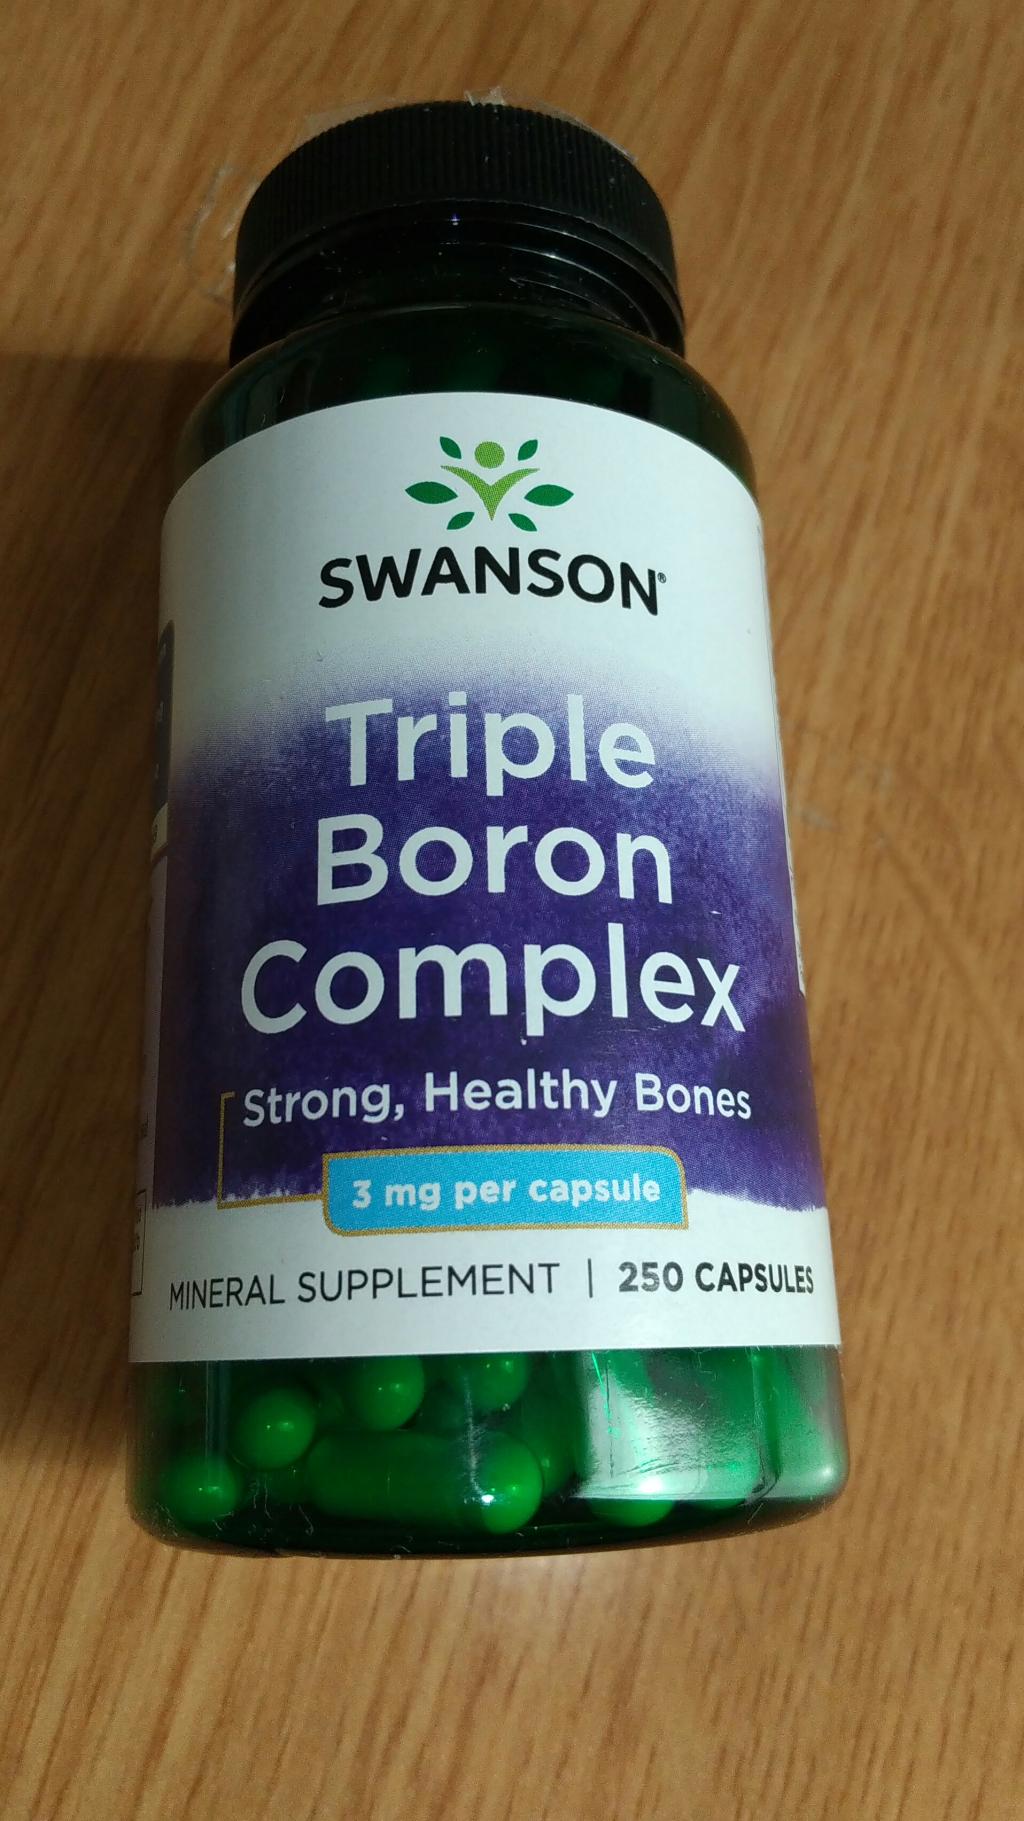 SWANSON®
Triple
Boron
Complex
Strong, Healthy Bones
3 mg per capsule
MINERAL SUPPLEMENT | 250 CAPSULES